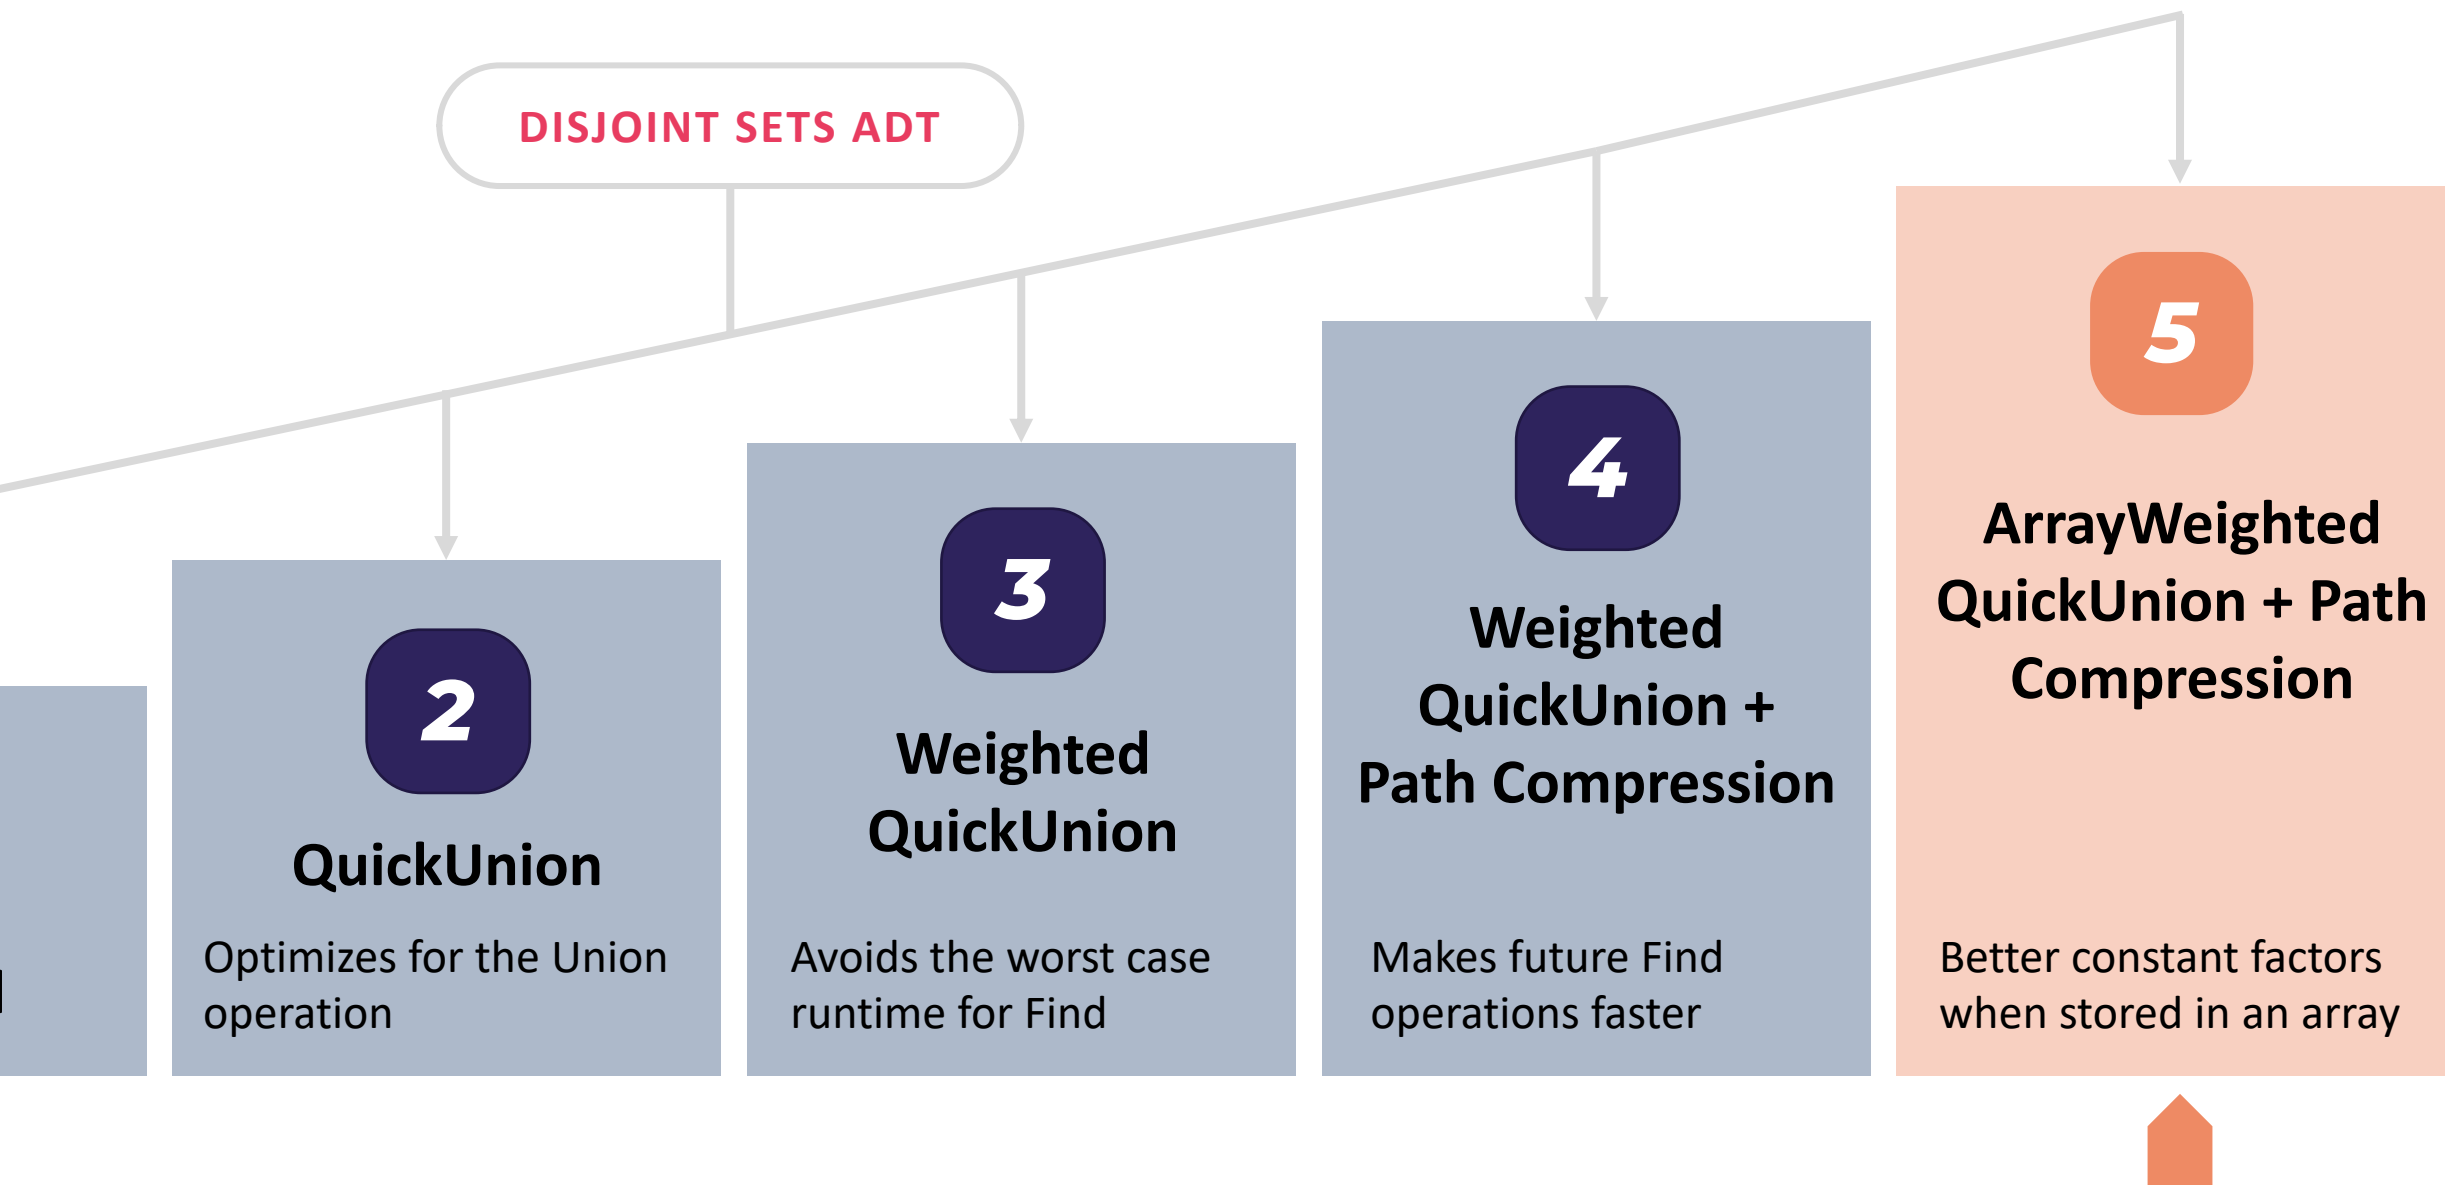 DISJOINT SETS ADT
2
QuickUnion
Optimizes for the Union
operation
3
Weighted
QuickUnion
Avoids the worst case
runtime for Find
4
Weighted
QuickUnion +
Path Compression
Makes future Find
operations faster
5
ArrayWeighted
QuickUnion + Path
Compression
Better constant factors
when stored in an array